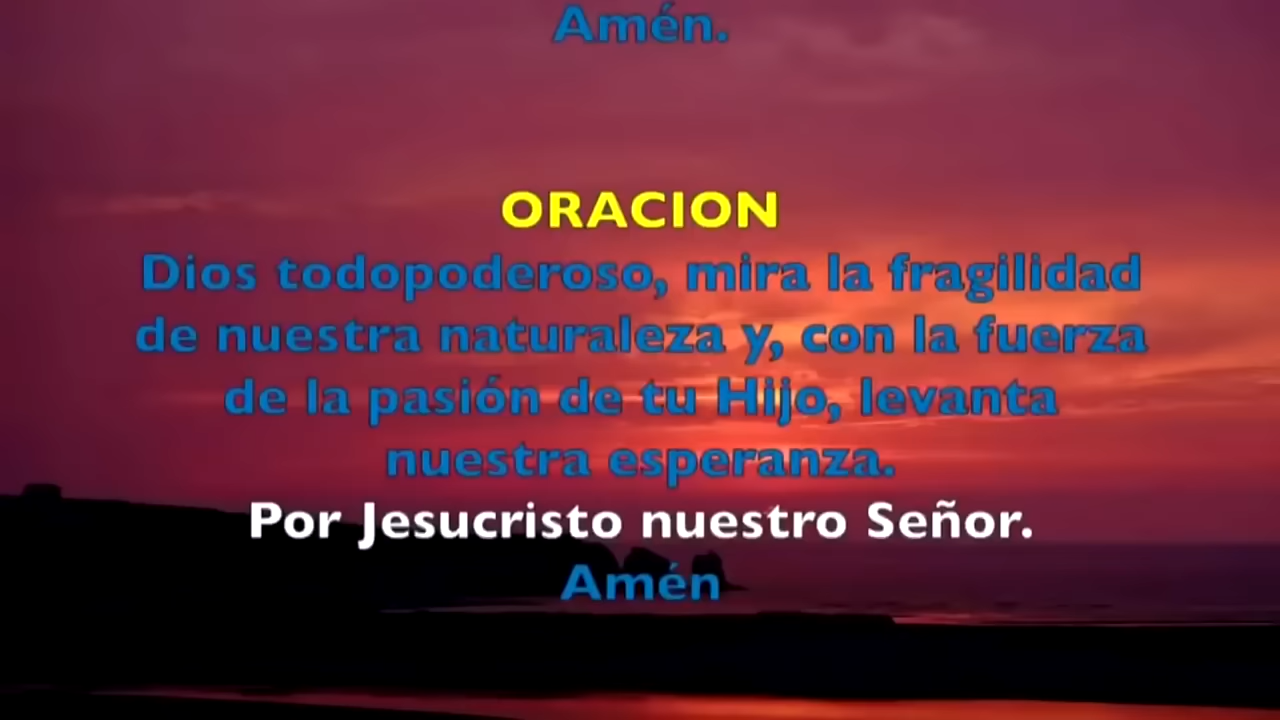 Amén.
ORACION
Dios todopoderoso, mira la fragilidad
de nuestra naturaleza y, con la fuerza
de la pasión de tu Hijo, levanta
nuestra esperanza.
Por Jesucristo nuestro Señor.
Amén